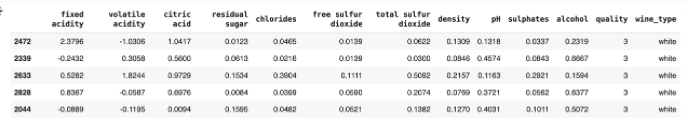 fixed acidity volatile acidity citric acid residual sugar chlorides free sulfur dioxide total sulfur dioxide density pH sulphates alcohol quality wine_type
2472 2.3796 -1.0306 1.0417 0.0123 0.0465 0.0139 0.0622 0.1309 0.1318 0.0337 0.2319 3 white
2339 -0.2432 0.3058 0.5600 0.0613 0.0216 0.0139 0.0300 0.0846 0.4574 0.0843 0.6667 3 white
2633 0.5282 1.8244 0.9729 0.1534 0.3904 0.1111 0.5092 0.2157 0.1163 0.2921 0.1594 3 white
2828 0.8367 -0.0587 0.6976 0.0084 0.0399 0.0590 0.2074 0.0769 0.3721 0.0562 0.6377 3 white
2044 -0.0889 -0.1195 0.0094 0.1595 0.0482 0.0521 0.1382 0.1270 0.4031 0.1011 0.5072 3 white